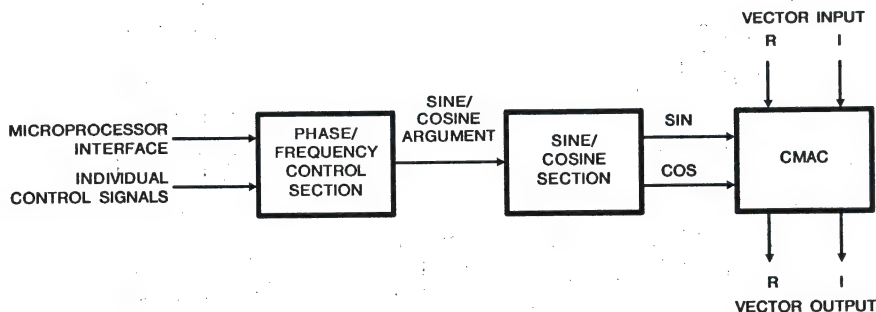 VECTOR INPUT
R I
MICROPROCESSOR
INTERFACE
INDIVIDUAL
CONTROL SIGNALS
PHASE/
FREQUENCY
CONTROL
SECTION
SINE/
COSINE
ARGUMENT
SINE/
COSINE
SECTION
SIN
COS
CMAC
R I
VECTOR OUTPUT